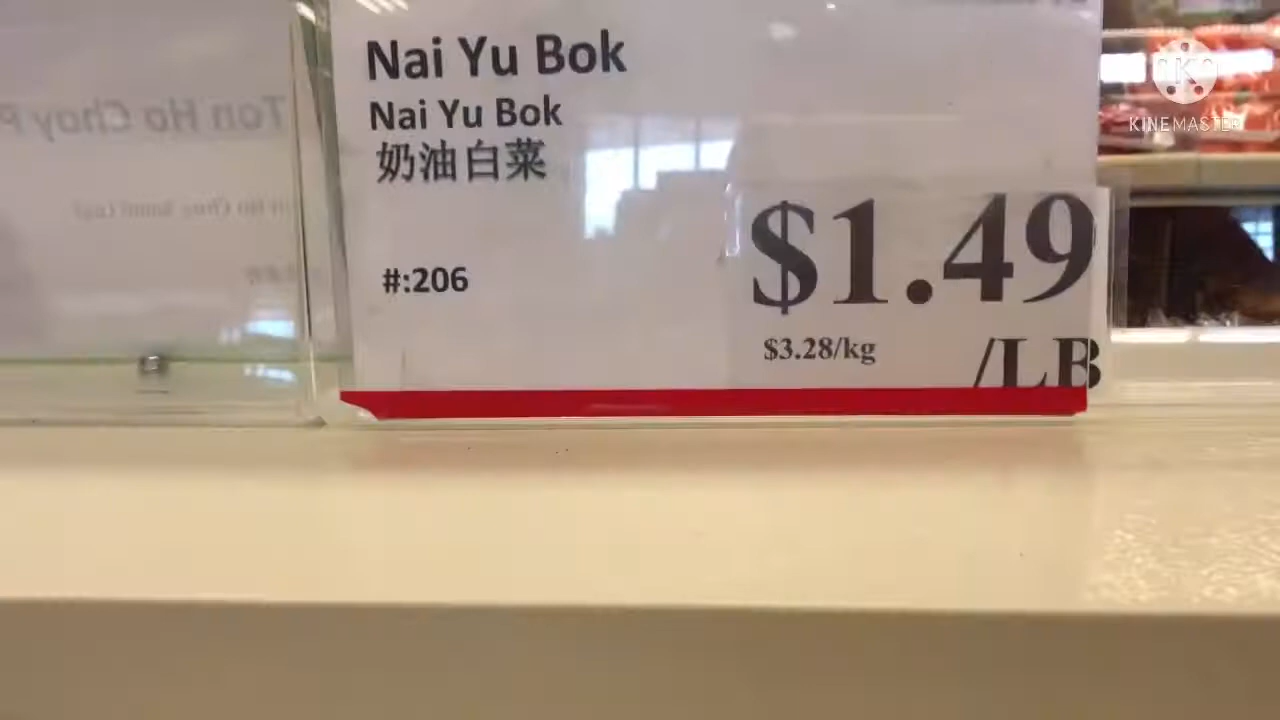 Nai Yu Bok
Nai Yu Bok
奶油白菜
#:206
$1.49
$3.28/kg
/LB
Ton Ho Choy
KINEMASTER